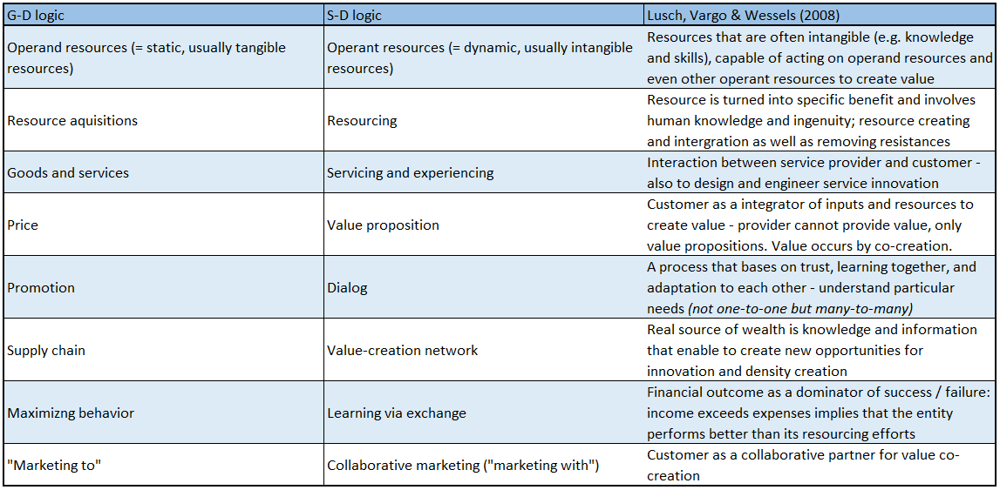 G-D logic
S-D logic
Lusch, Vargo & Wessels (2008)
Operand resources (= static, usually tangible
resources)
Operant resources (= dynamic, usually intangible
resources)
Resources that are often intangible (e.g. knowledge
and skills), capable of acting on operand resources and
even other operant resources to create value
Resource aquisitions
Resourcing
Resource is turned into specific benefit and involves
human knowledge and ingenuity; resource creating
and intergration as well as removing resistances
Goods and services
Servicing and experiencing
Interaction between service provider and customer -
also to design and engineer service innovation
Price
Value proposition
Customer as a integrator of inputs and resources to
create value - provider cannot provide value, only
value propositions. Value occurs by co-creation.
Promotion
Dialog
A process that bases on trust, learning together, and
adaptation to each other - understand particular
needs (not one-to-one but many-to-many)
Supply chain
Value-creation network
Real source of wealth is knowledge and information
that enable to create new opportunities for
innovation and density creation
Maximizng behavior
Learning via exchange
Financial outcome as a dominator of success / failure:
income exceeds expenses implies that the entity
performs better than its resourcing efforts
"Marketing to"
Collaborative marketing ("marketing with")
Customer as a collaborative partner for value co-
creation